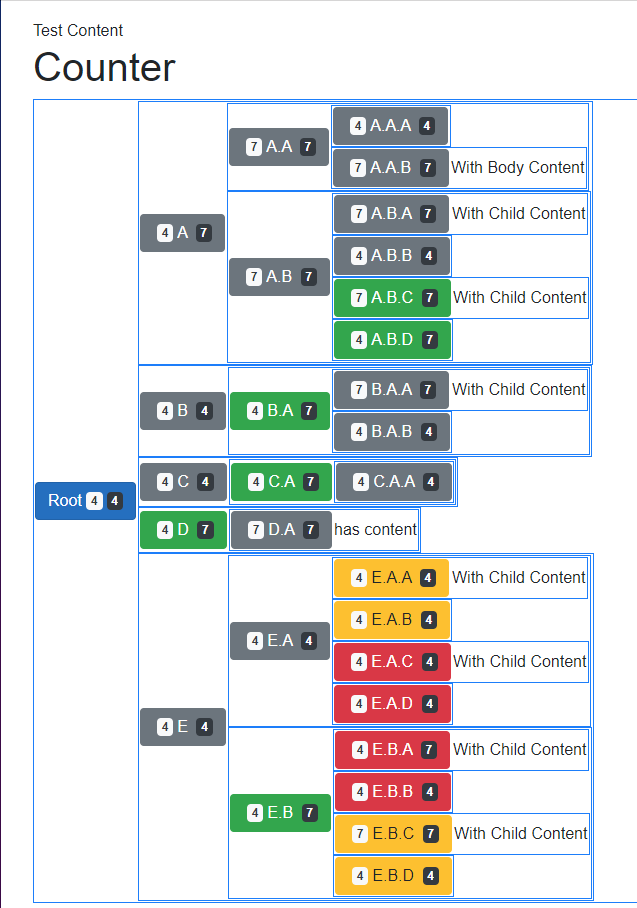 Test Content
Counter
4 A.A.A 4
7 A.A 7
7 A.A.B 7 With Body Content
7 A.B.A 7 With Child Content
4 A 7
4 A.B.B 4
7 A.B 7
7 A.B.C 7 With Child Content
4 A.B.D 7
7 B.A.A 7 With Child Content
4 B 4
4 B.A 7
4 B.A.B 4
4 C 4
4 C.A 7
4 C.A.A 4
Root 4 4
4 D 7
7 D.A 7 has content
4 E.A.A 4 With Child Content
4 E.A.B 4
4 E.A 4
4 E.A.C 4 With Child Content
4 E.A.D 4
4 E 4
4 E.B.A 7 With Child Content
4 E.B.B 4
4 E.B 7
7 E.B.C 7 With Child Content
4 E.B.D 4